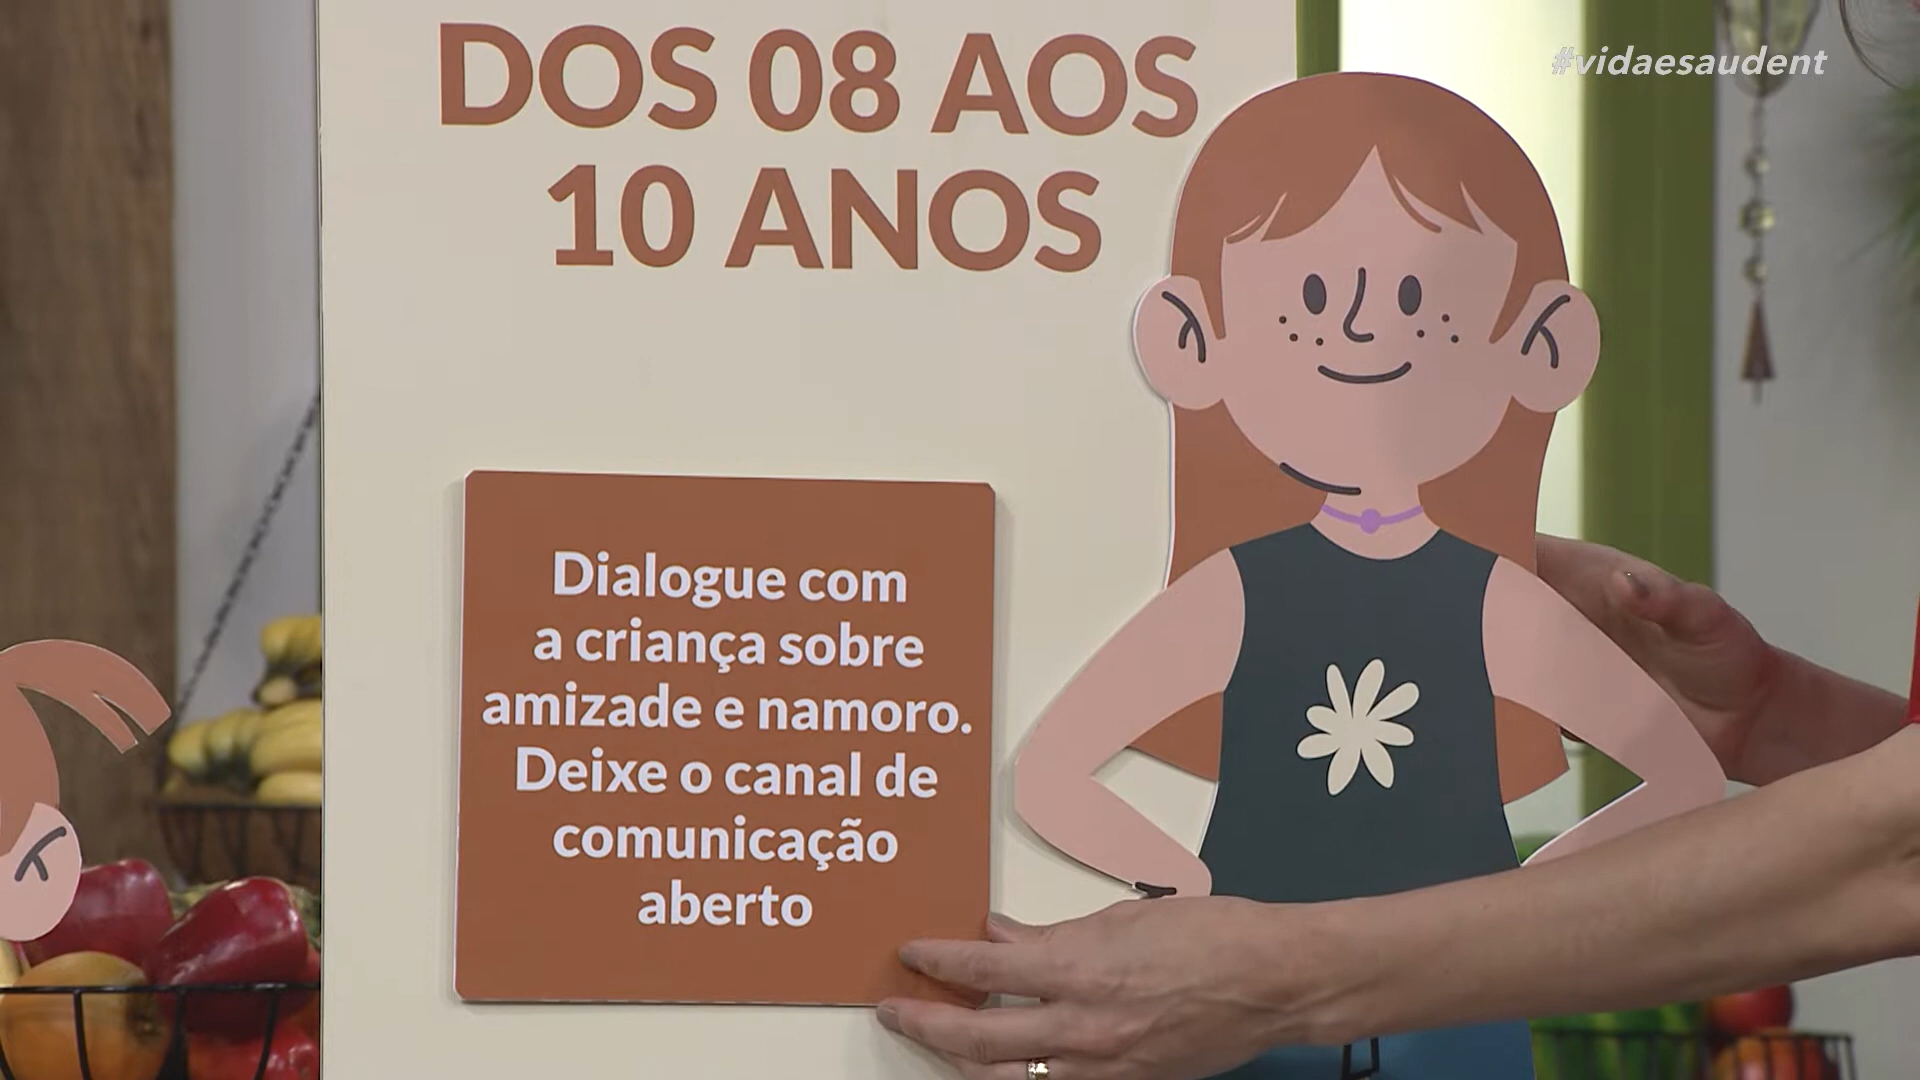 #vidaesaudent
DOS 08 AOS
10 ANOS
Dialogue com
a criança sobre
amizade e namoro.
Deixe o canal de
comunicação
aberto